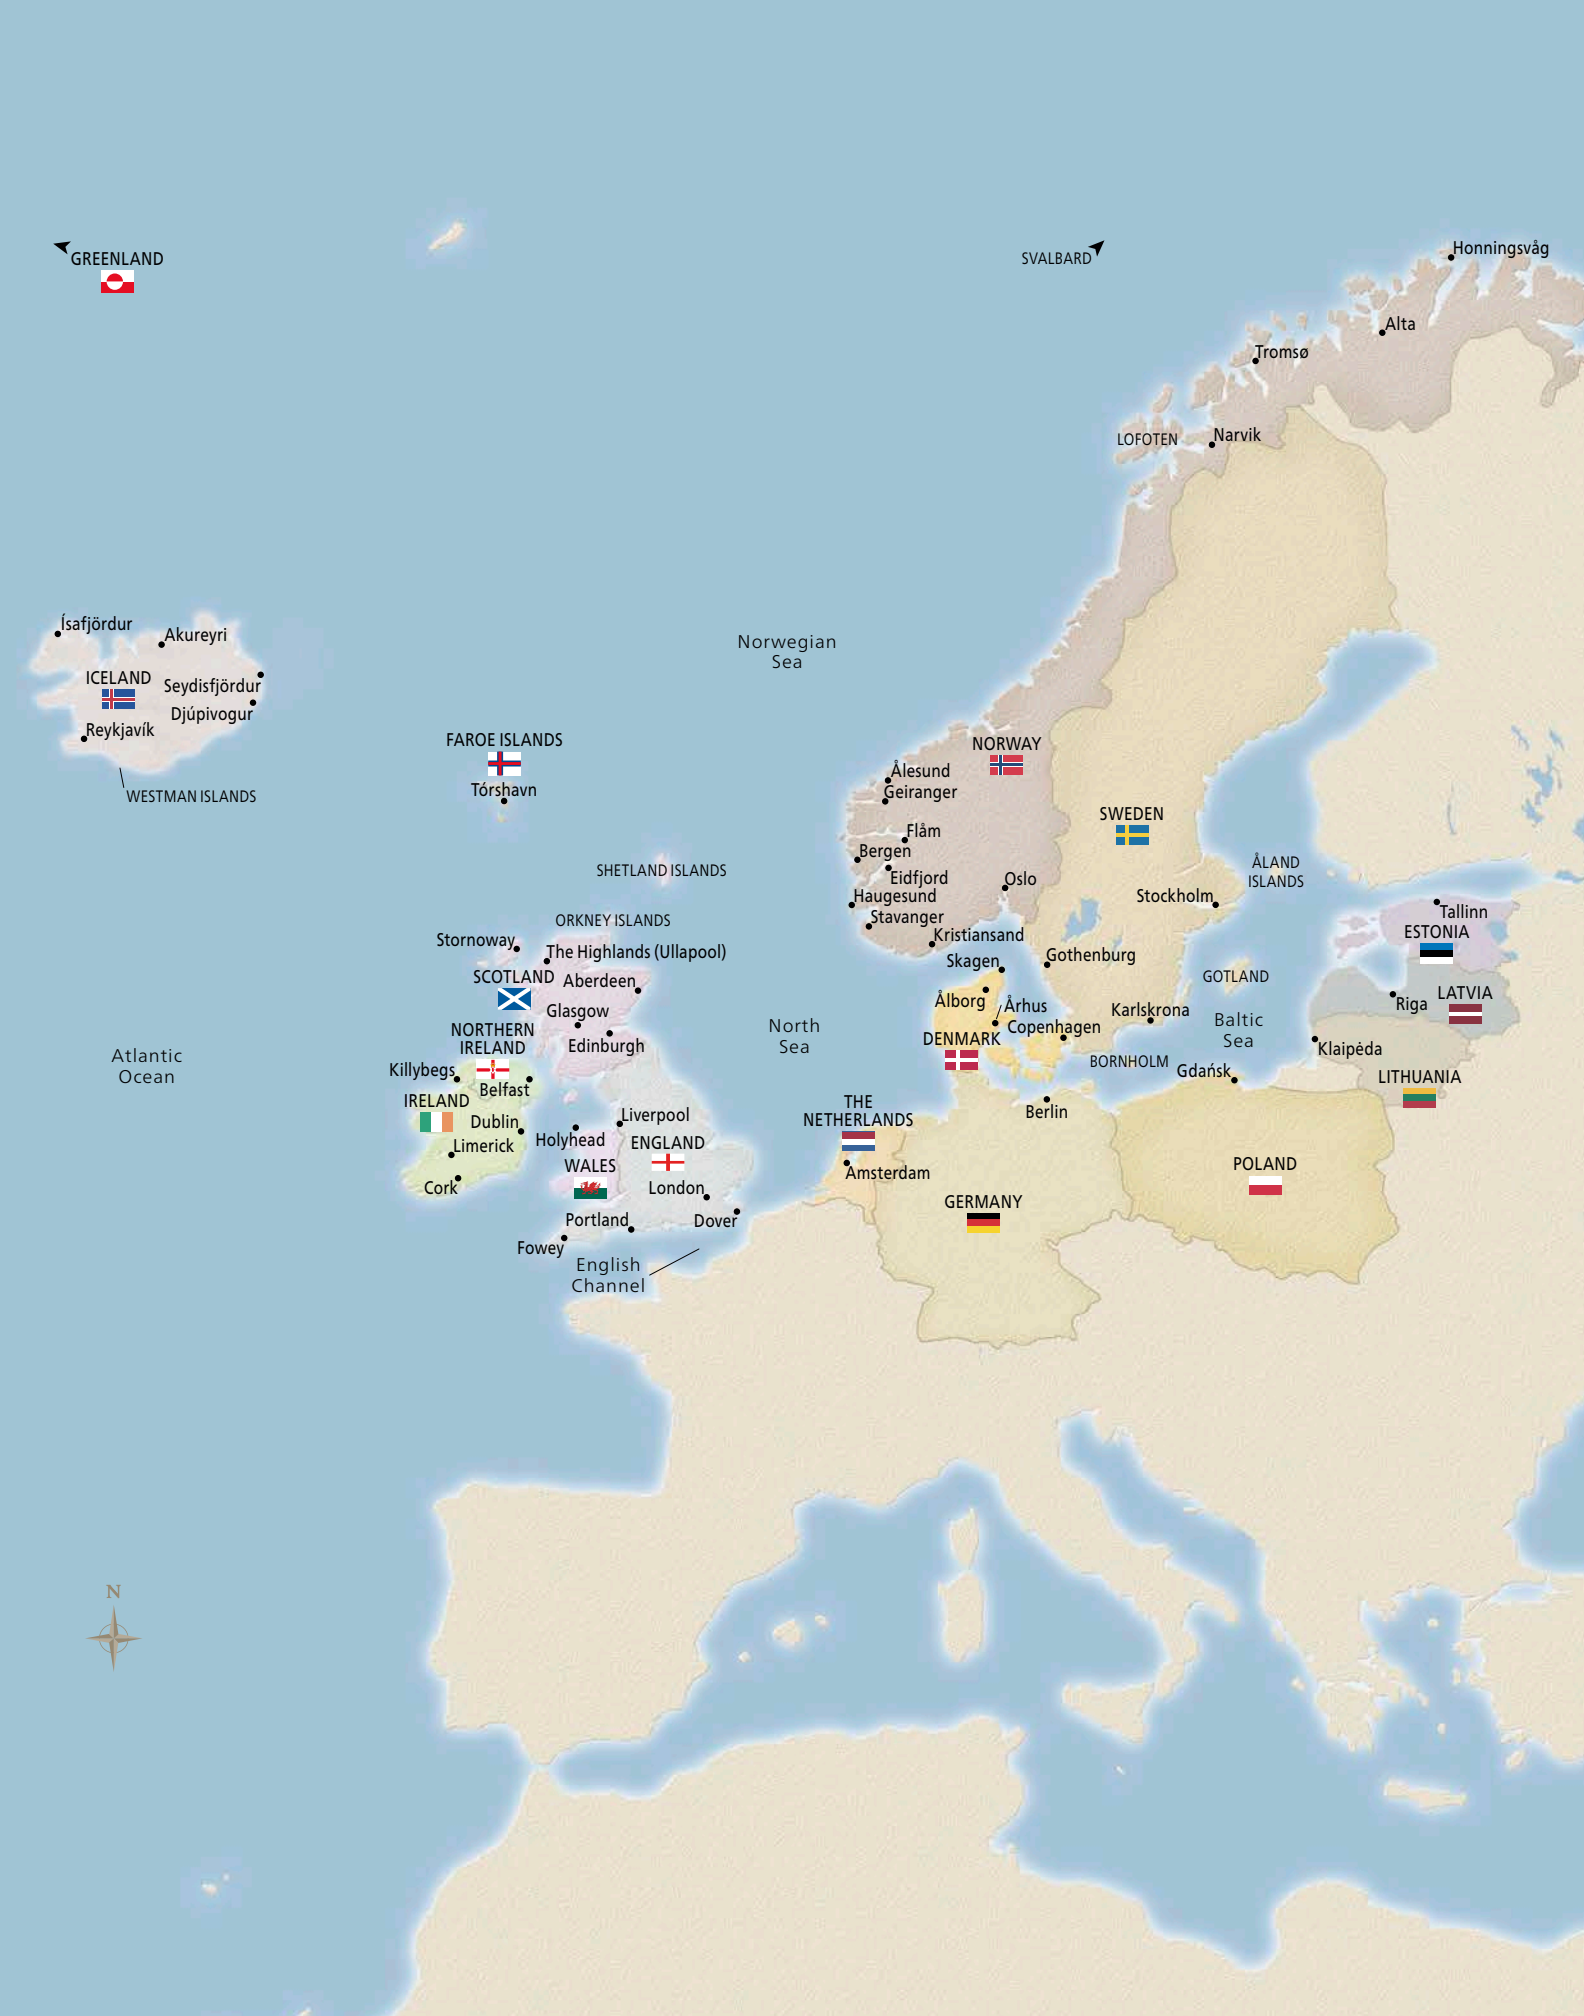 GREENLAND
SVALBARD
Honningsvåg
Alta
Tromsø
LOFOTEN
Narvik
Ísafjördur
Akureyri
ICELAND
Seydisfjördur
Djúpivogur
Reykjavík
WESTMAN ISLANDS
Norwegian
Sea
FAROE ISLANDS
Tórshavn
NORWAY
Ålesund
Geiranger
Flåm
Bergen
Eidfjord
Haugesund
Stavanger
Oslo
Kristiansand
SWEDEN
Stockholm
ÅLAND
ISLANDS
SHETLAND ISLANDS
ORKNEY ISLANDS
Stornoway
The Highlands (Ullapool)
SCOTLAND
Aberdeen
Glasgow
Edinburgh
NORTHERN
IRELAND
Killybegs
Belfast
IRELAND
Dublin
Limerick
Cork
Holyhead
Liverpool
ENGLAND
WALES
London
Portland
Dover
Fowey
English
Channel
Atlantic
Ocean
North
Sea
Skagen
Gothenburg
Ålborg
Århus
Copenhagen
DENMARK
Karlskrona
GOTLAND
Baltic
Sea
BORNHOLM
Gdańsk
Tallinn
ESTONIA
LATVIA
Riga
Klaipėda
LITHUANIA
THE
NETHERLANDS
Amsterdam
Berlin
GERMANY
POLAND
N